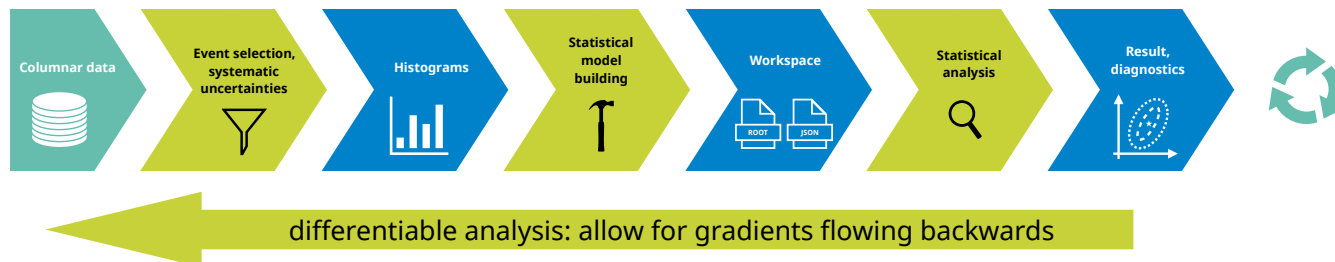 Columnar data
Event selection,
systematic
uncertainties
Histograms
Statistical
model
building
Workspace
ROOT
JSON
Statistical
analysis
Result,
diagnostics
differentiable analysis: allow for gradients flowing backwards